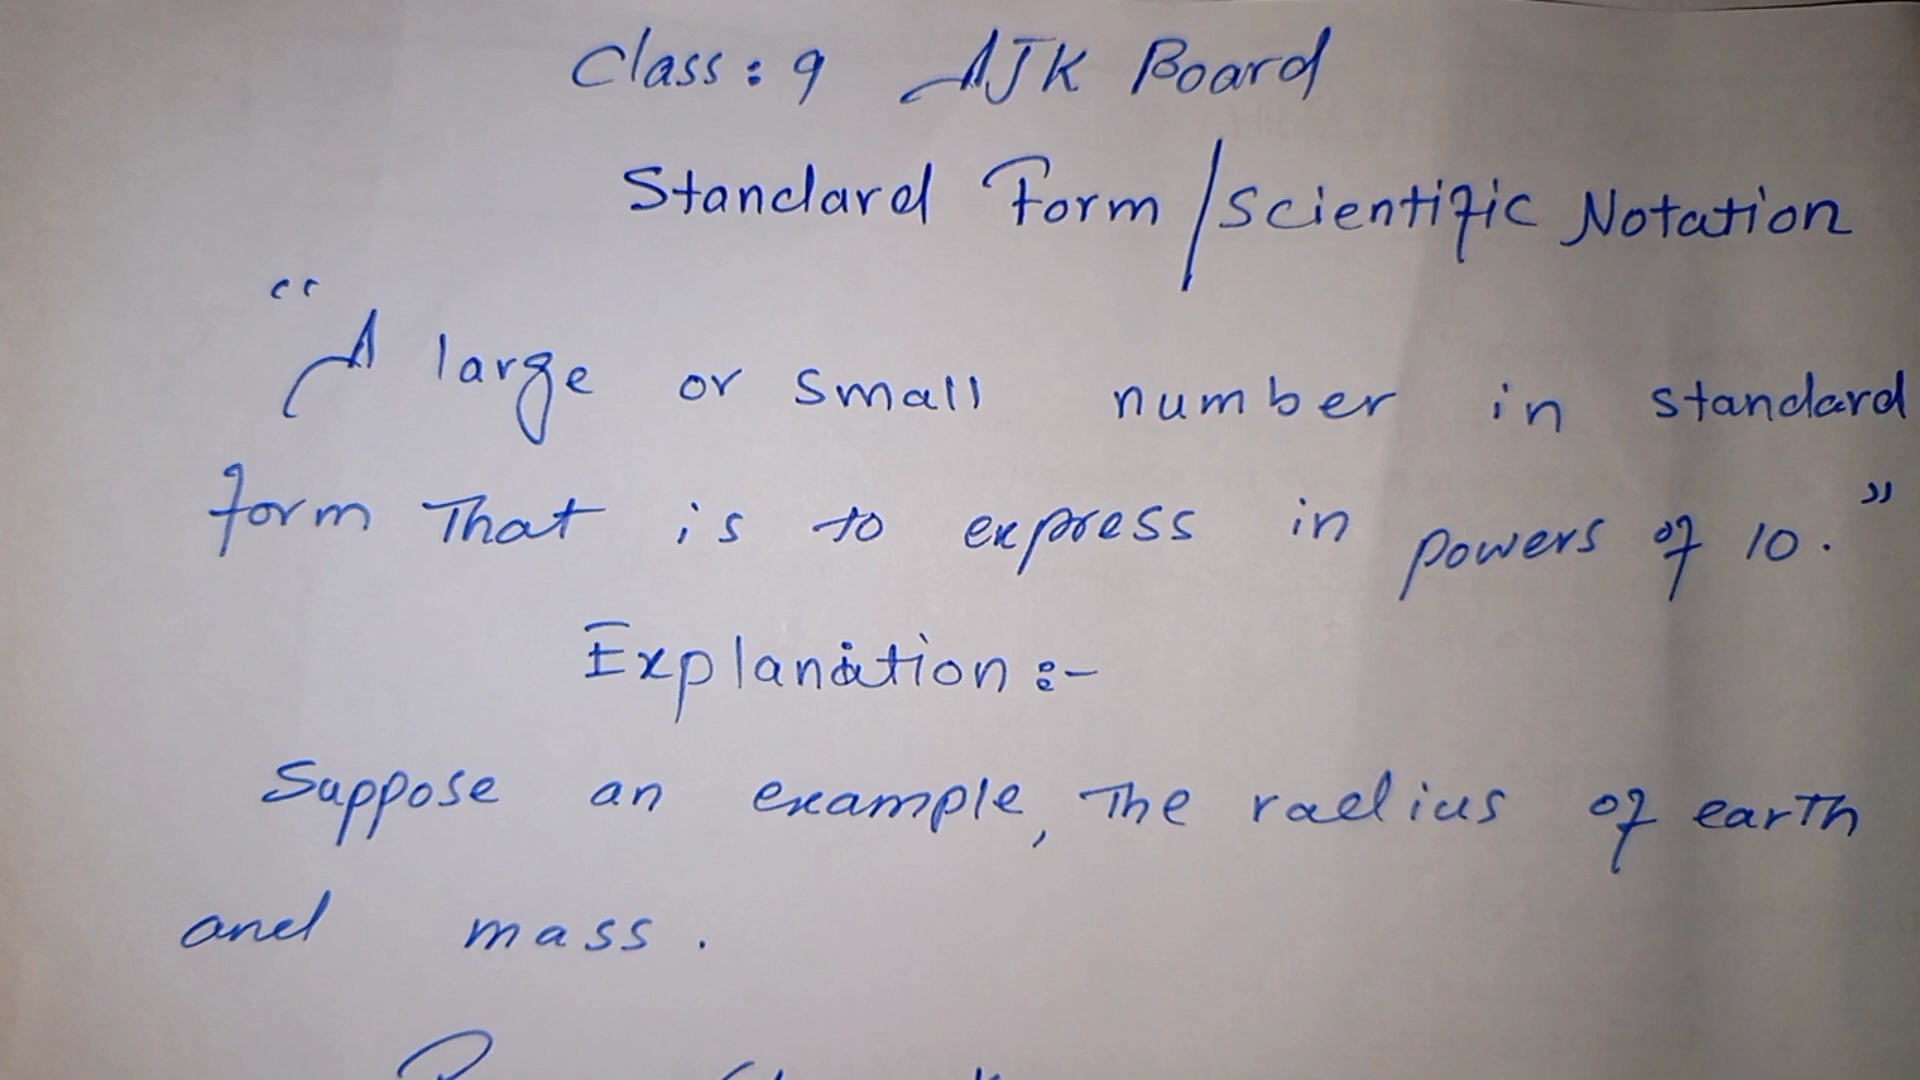 Class: 9 AJK Board
Standard Form / Scientific Notation
"A large or small number in standard
form That is to express in powers of 10."
Explanation :-
Suppose an example, The radius of earth
and mass.